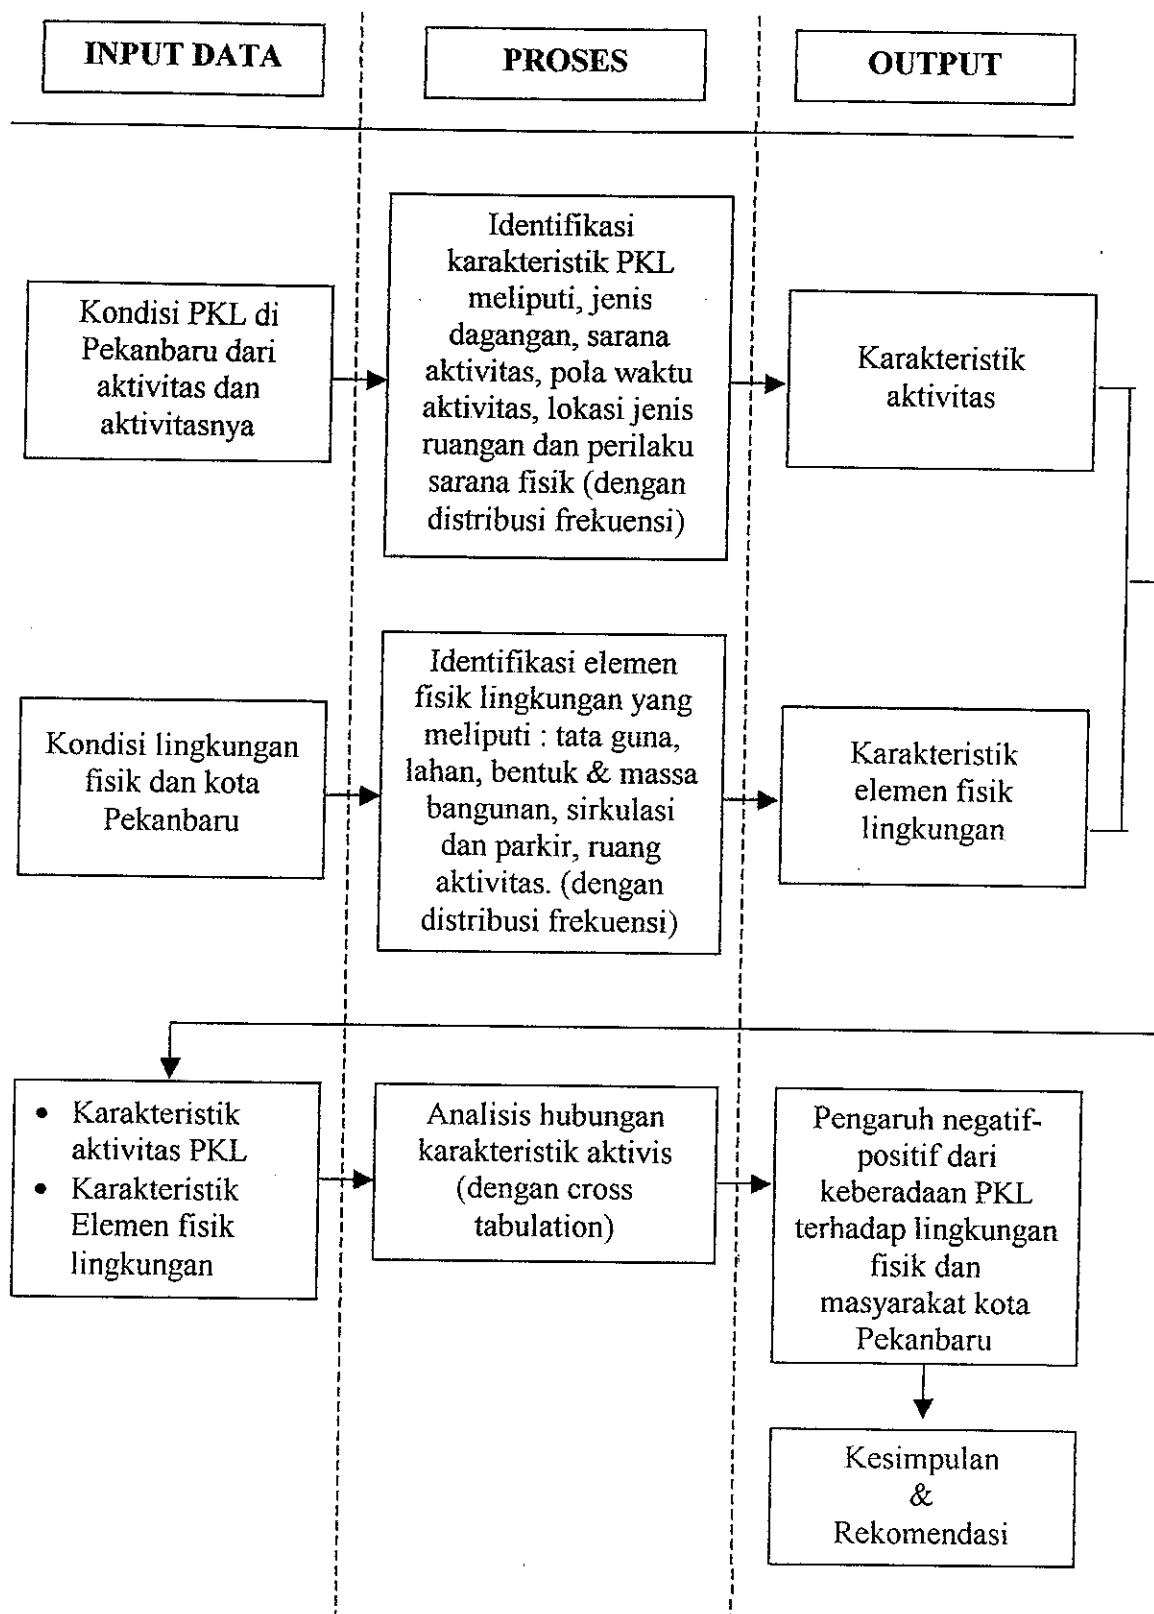 INPUT DATA
PROSES
OUTPUT
Kondisi PKL di
Pekanbaru dari
aktivitas dan
aktivitasnya
Identifikasi
karakteristik PKL
meliputi, jenis
dagangan, sarana
aktivitas, pola waktu
aktivitas, lokasi jenis
ruangan dan perilaku
sarana fisik (dengan
distribusi frekuensi)
Karakteristik
aktivitas
Kondisi lingkungan
fisik dan kota
Pekanbaru
Identifikasi elemen
fisik lingkungan yang
meliputi : tata guna,
lahan, bentuk & massa
bangunan, sirkulasi
dan parkir, ruang
aktivitas. (dengan
distribusi frekuensi)
Karakteristik
elemen fisik
lingkungan
• Karakteristik
aktivitas PKL
• Karakteristik
Elemen fisik
lingkungan
Analisis hubungan
karakteristik aktivis
(dengan cross
tabulation)
Pengaruh negatif-
positif dari
keberadaan PKL
terhadap lingkungan
fisik dan
masyarakat kota
Pekanbaru
Kesimpulan
&
Rekomendasi